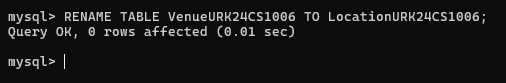 mysql> RENAME TABLE VenueURK24CS1006 TO LocationURK24CS1006;
Query OK, 0 rows affected (0.01 sec)
mysql>